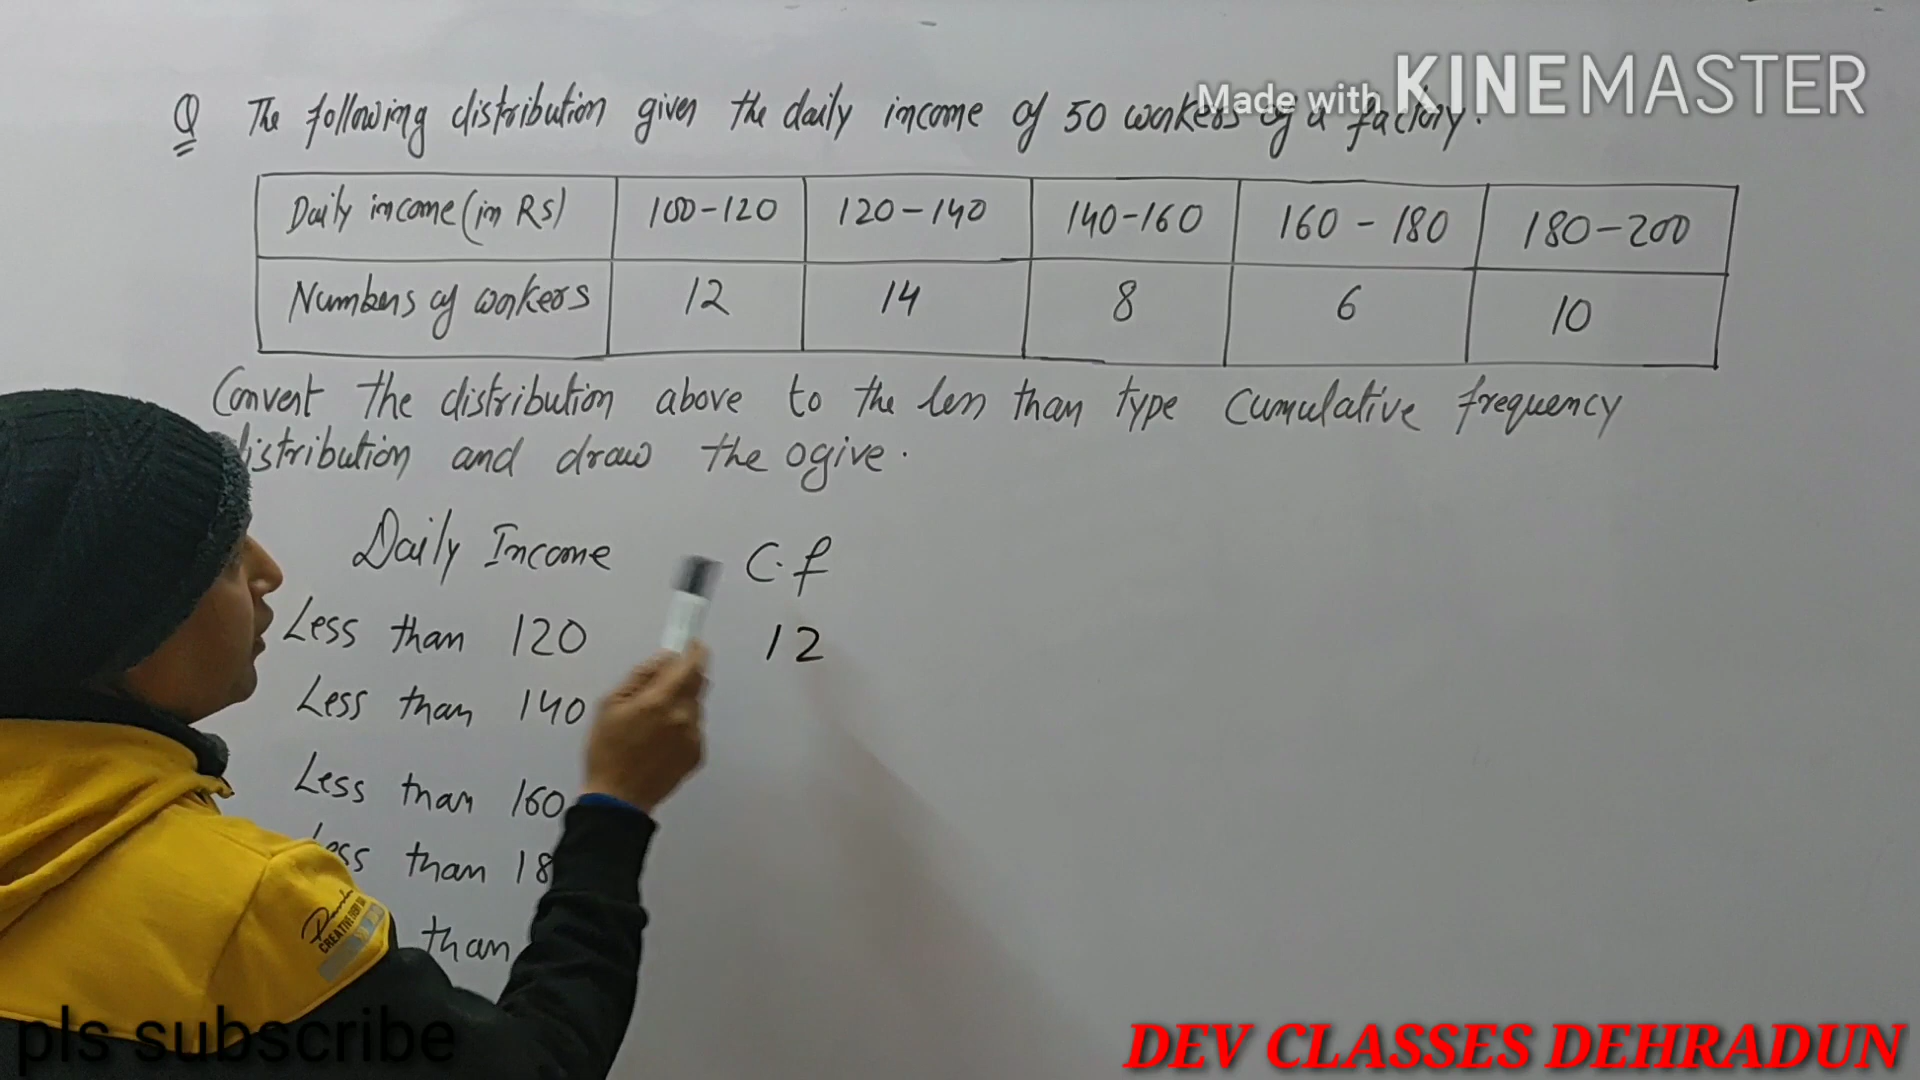 Made with KINEMASTER
Q The following distribution given the daily income of 50 workers of a factory.
Daily income (in Rs) 100-120 120-140 140-160 160-180 180-200
Numbers of workers 12 14 8 6 10
Convert the distribution above to the less than type cumulative frequency
distribution and draw the ogive.
Daily Income C.f
Less than 120 12
Less than 140
Less than 160
than 18
than
CREATIVE
pls subscribe
DEV CLASSES DEHRADUN